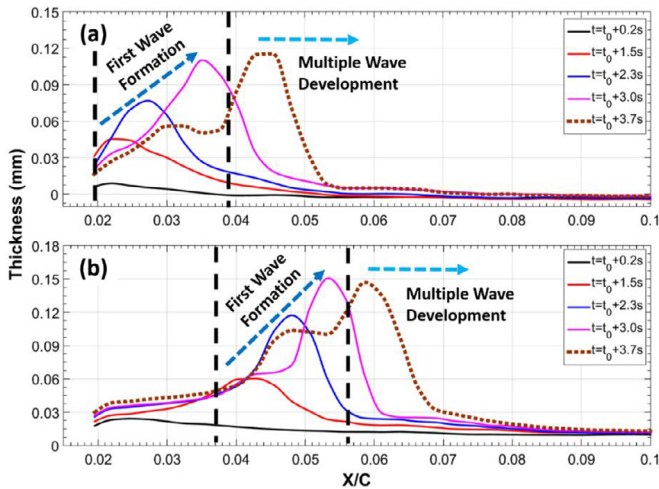 (a)
First Wave
Formation
Multiple Wave
Development
t=t0+0.2s
t=t0+1.5s
t=t0+2.3s
t=t0+3.0s
t=t0+3.7s
0.15
0.12
0.09
0.06
0.03
0
0.02 0.03 0.04 0.05 0.06 0.07 0.08 0.09 0.1
Thickness (mm)
(b)
First Wave
Formation
Multiple Wave
Development
t=t0+0.2s
t=t0+1.5s
t=t0+2.3s
t=t0+3.0s
t=t0+3.7s
0.18
0.15
0.12
0.09
0.06
0.03
0
0.02 0.03 0.04 0.05 0.06 0.07 0.08 0.09 0.1
X/C